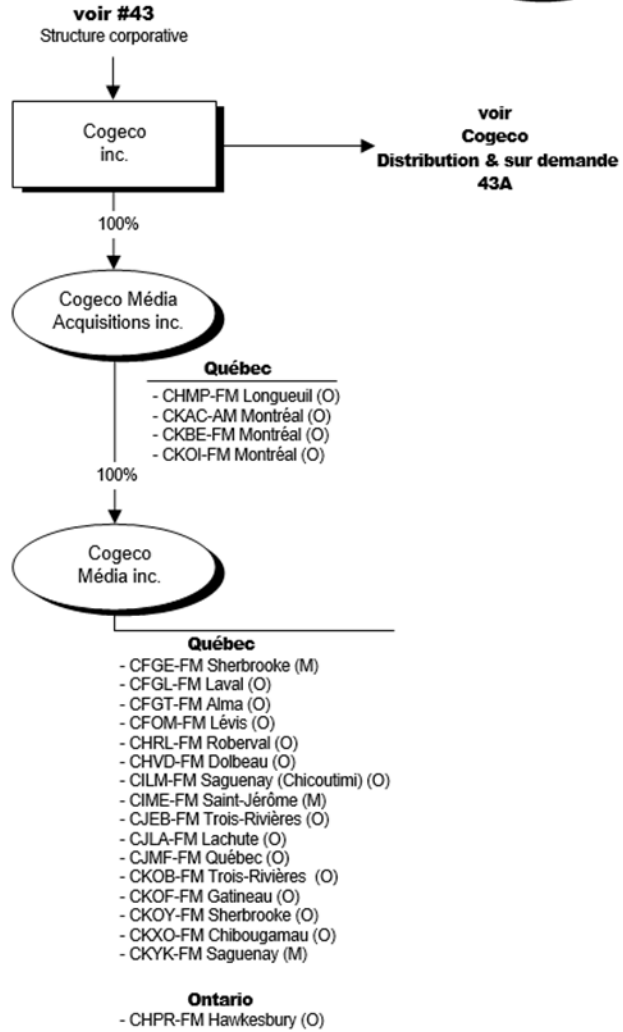 voir #43
Structure corporative
Cogeco
inc.
voir
Cogeco
Distribution & sur demande
43A
100%
Cogeco Média
Acquisitions inc.
Québec
- CHMP-FM Longueuil (O)
- CKAC-AM Montréal (O)
- CKBE-FM Montréal (O)
- CKOI-FM Montréal (O)
100%
Cogeco
Média inc.
Québec
- CFGE-FM Sherbrooke (M)
- CFGL-FM Laval (O)
- CFGT-FM Alma (O)
- CFOM-FM Lévis (O)
- CHRL-FM Roberval (O)
- CHVD-FM Dolbeau (O)
- CILM-FM Saguenay (Chicoutimi) (O)
- CIME-FM Saint-Jérôme (M)
- CJEB-FM Trois-Rivières (O)
- CJLA-FM Lachute (O)
- CJMF-FM Québec (O)
- CKOB-FM Trois-Rivières (O)
- CKOF-FM Gatineau (O)
- CKOY-FM Sherbrooke (O)
- CKXO-FM Chibougamau (O)
- CKYK-FM Saguenay (M)
Ontario
- CHPR-FM Hawkesbury (O)